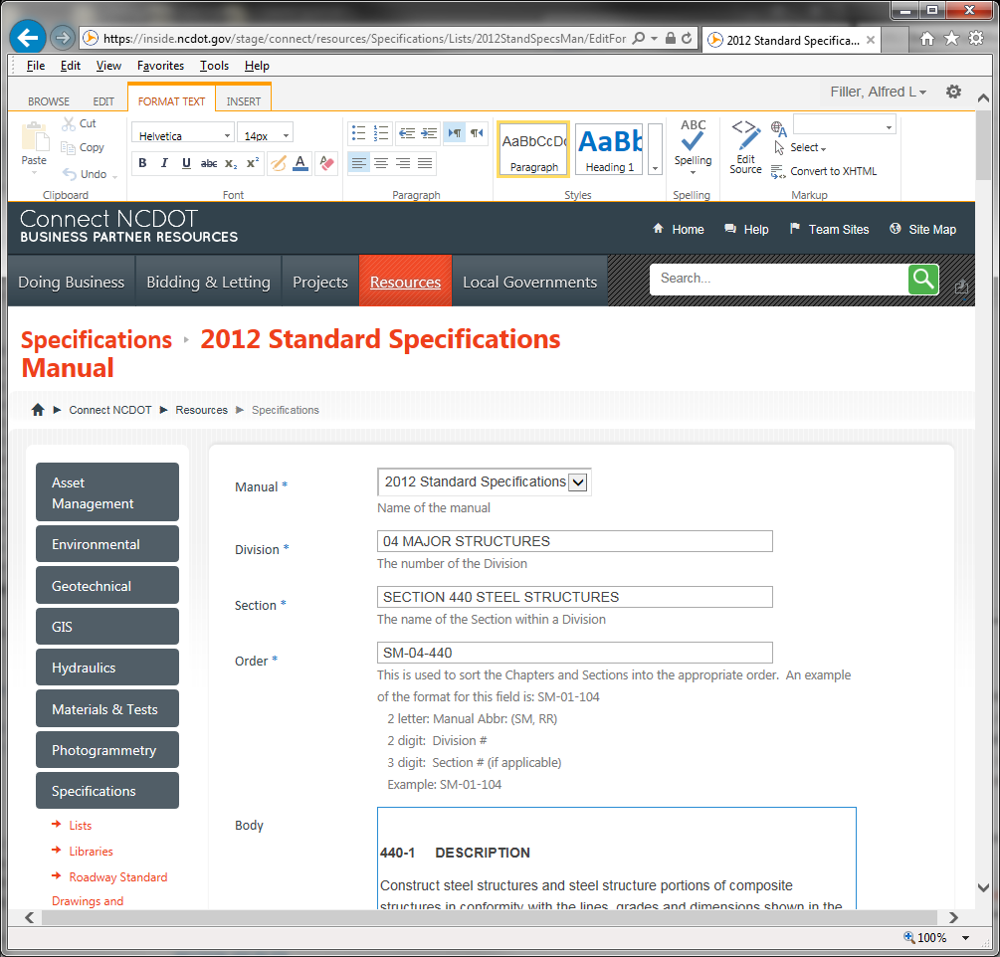 https://inside.ncdot.gov/stage/connect/resources/Specifications/Lists/2012StandSpecsMan/EditFor
2012 Standard Specifica...
File Edit View Favorites Tools Help
BROWSE EDIT FORMAT TEXT INSERT
Filler, Alfred L
Paste
Cut
Copy
Undo
Clipboard
Helvetica 14px
B I U abc x₂ x² A
Font
Paragraph
AaBbCcD
Paragraph
AaBb
Heading 1
Styles
ABC
Spelling
Spelling
Edit
Source
Select
Convert to XHTML
Markup
Connect NCDOT
BUSINESS PARTNER RESOURCES
Home Help Team Sites Site Map
Doing Business Bidding & Letting Projects Resources Local Governments
Search...
Specifications 2012 Standard Specifications
Manual
Connect NCDOT Resources Specifications
Asset
Management
Environmental
Geotechnical
GIS
Hydraulics
Materials & Tests
Photogrammetry
Specifications
Lists
Libraries
Roadway Standard
Drawings and
Manual *
2012 Standard Specifications
Name of the manual
Division *
04 MAJOR STRUCTURES
The number of the Division
Section *
SECTION 440 STEEL STRUCTURES
The name of the Section within a Division
Order *
SM-04-440
This is used to sort the Chapters and Sections into the appropriate order. An example
of the format for this field is: SM-01-104
2 letter: Manual Abbr: (SM, RR)
2 digit: Division #
3 digit: Section # (if applicable)
Example: SM-01-104
Body
440-1 DESCRIPTION
Construct steel structures and steel structure portions of composite
structures in conformity with the lines, grades and dimensions shown in the
100%